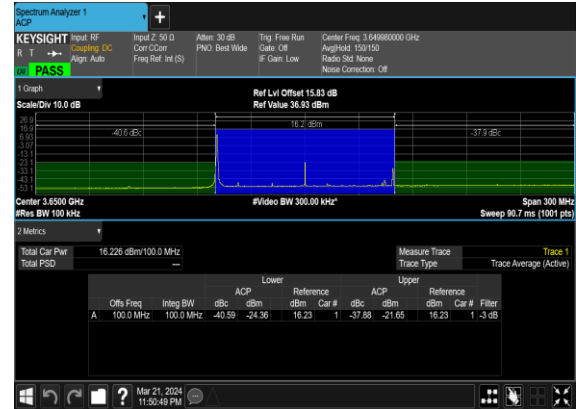 Spectrum Analyzer 1
ACP
+
KEYSIGHT Input: RF Input Z: 50 Ω Atten: 30 dB Trig: Free Run Center Freq: 3.649980000 GHz
R T Coupling: DC Corr CCorr PNO: Best Wide Gate: Off Avg|Hold: 150/150
Align: Auto Freq Ref: Int (S) IF Gain: Low Radio Std: None
LU PASS Noise Correction: Off
1 Graph Ref Lvl Offset 15.83 dB
Scale/Div 10.0 dB Ref Value 36.93 dBm
26.9
16.9 16.2 dBm
6.93 -40.6 dBc -37.9 dBc
-3.07
-13.1
-23.1
-33.1
-43.1
-53.1
Center 3.6500 GHz #Video BW 300.00 kHz* Span 300 MHz
#Res BW 100 kHz Sweep 90.7 ms (1001 pts)
2 Metrics
Total Car Pwr 16.226 dBm/100.0 MHz Measure Trace Trace 1
Total PSD --- Trace Type Trace Average (Active)
Lower Upper
ACP Reference ACP Reference
Offs Freq Integ BW dBc dBm dBm Car # dBc dBm dBm Car # Filter
A 100.0 MHz 100.0 MHz -40.59 -24.36 16.23 1 -37.88 -21.65 16.23 1 -3 dB
? Mar 21, 2024
11:50:49 PM